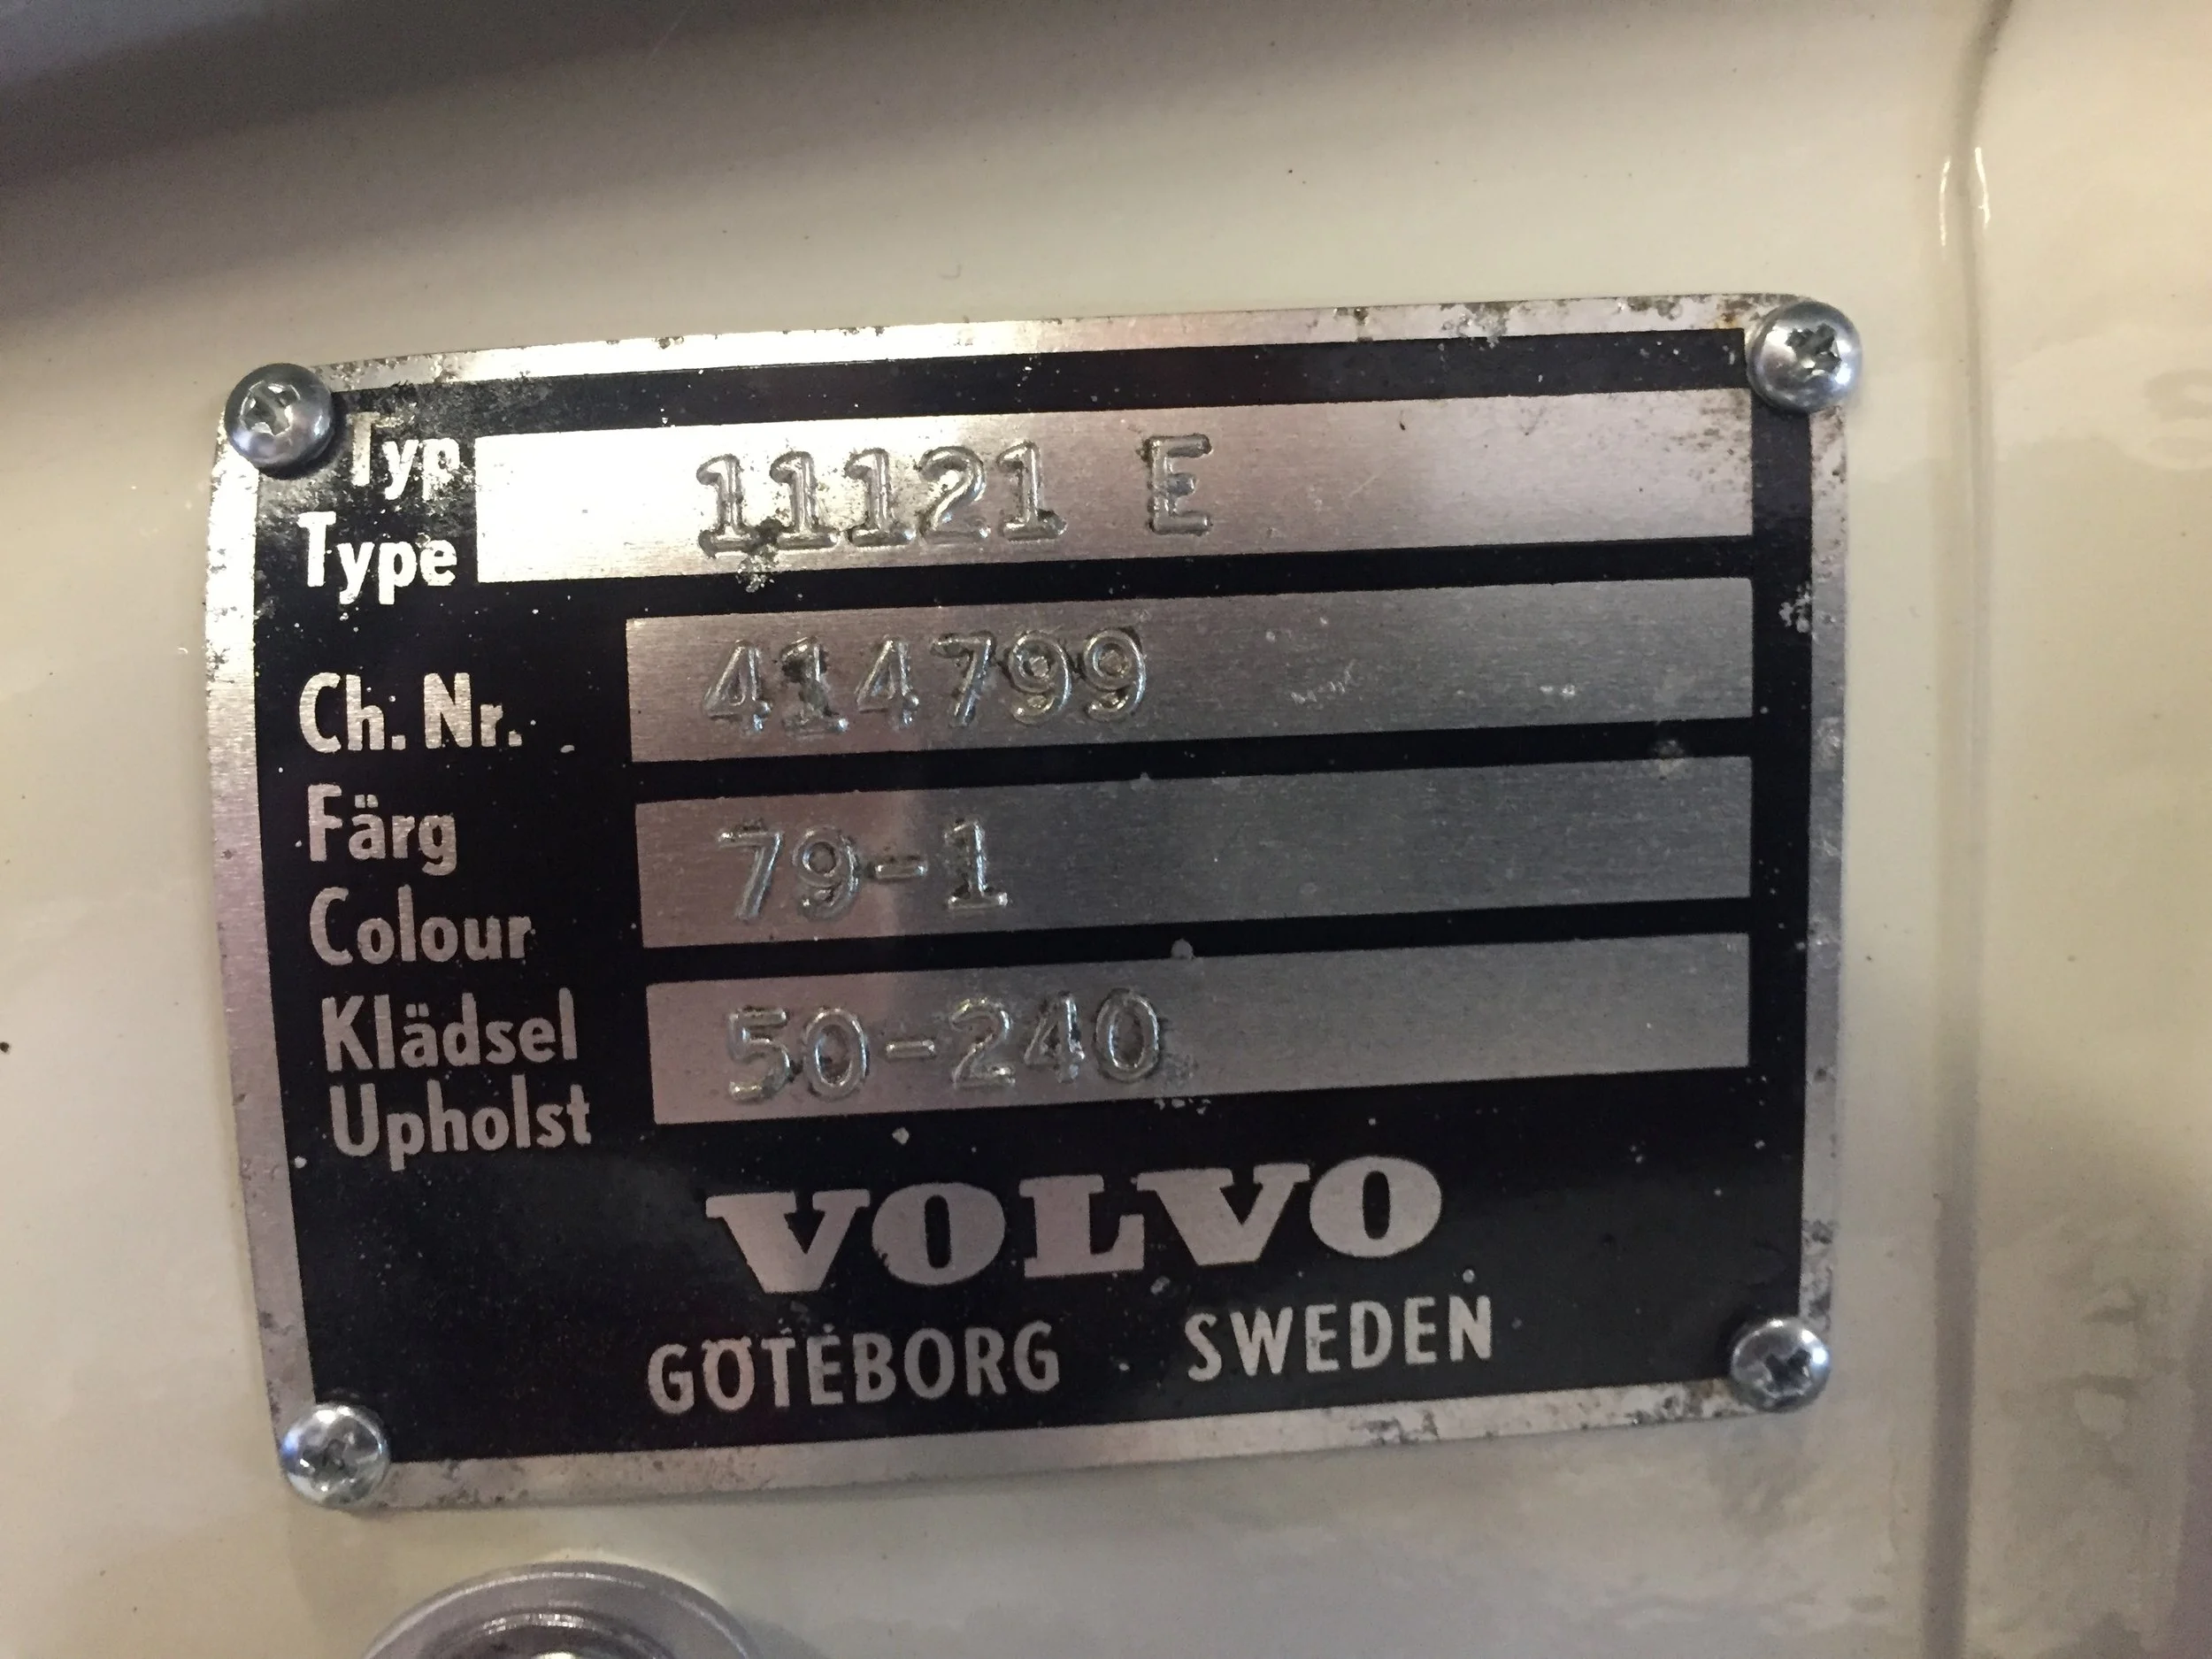 Typ
Type 11121 E
Ch. Nr. 414799
Färg 79-1
Colour
Klädsel 50-240
Upholst
VOLVO
GÖTEBORG SWEDEN